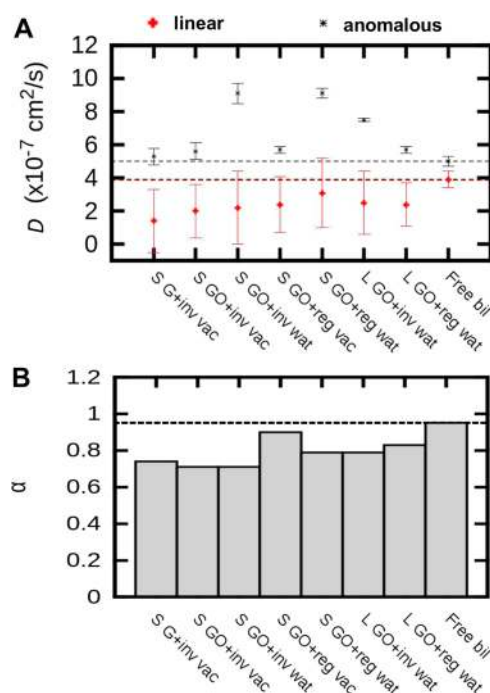 A
linear
anomalous
D (x10⁻⁷ cm²/s)
12
10
8
6
4
2
0
S G+inv vac
S GO+inv vac
S GO+inv wat
S GO+reg vac
S GO+reg wat
L GO+inv wat
L GO+reg wat
Free bil
B
α
1.2
1
0.8
0.6
0.4
0.2
0
S G+inv vac
S GO+inv vac
S GO+inv wat
S GO+reg vac
S GO+reg wat
L GO+inv wat
L GO+reg wat
Free bil